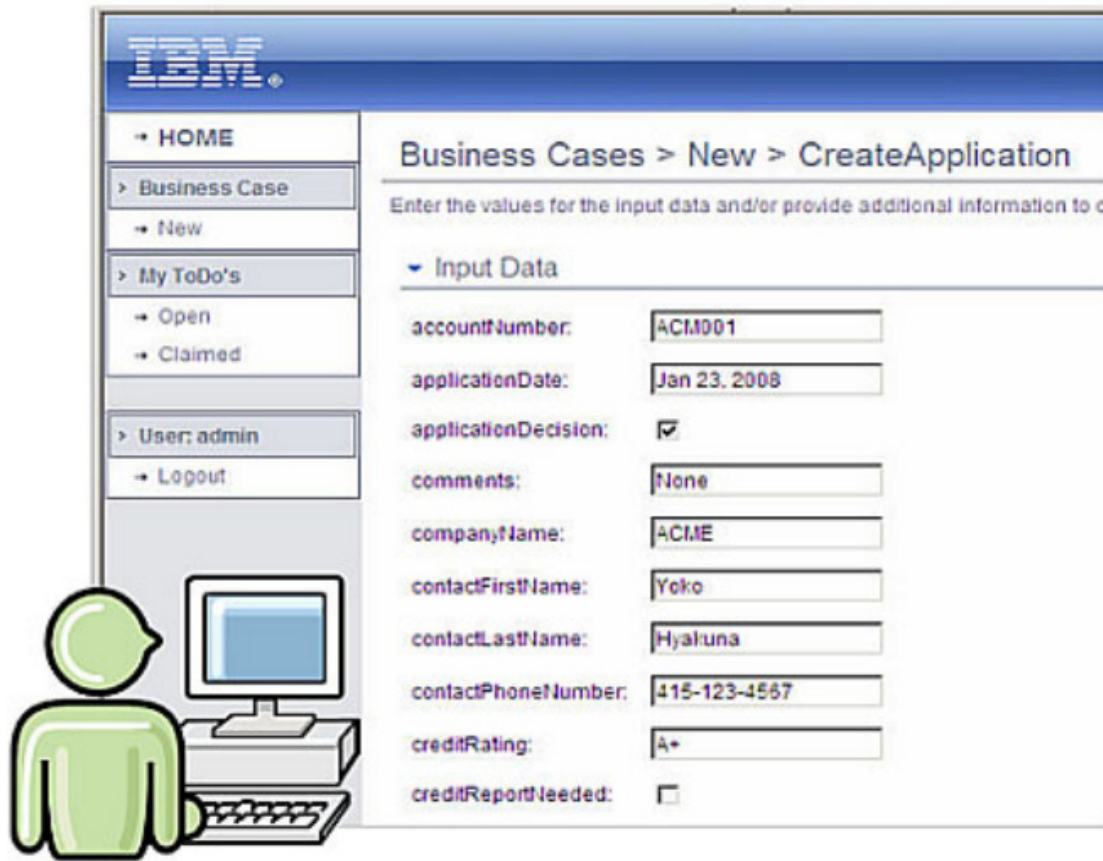 IBM.
→ HOME
> Business Case
→ New
> My ToDo's
→ Open
→ Claimed
> User: admin
→ Logout
Business Cases > New > CreateApplication
Enter the values for the input data and/or provide additional information to
Input Data
accountNumber: ACM001
applicationDate: Jan 23, 2008
applicationDecision:
comments: None
companyName: ACME
contactFirstName: Yoko
contactLastName: Hyakuna
contactPhoneNumber: 415-123-4567
creditRating: A+
creditReportNeeded: